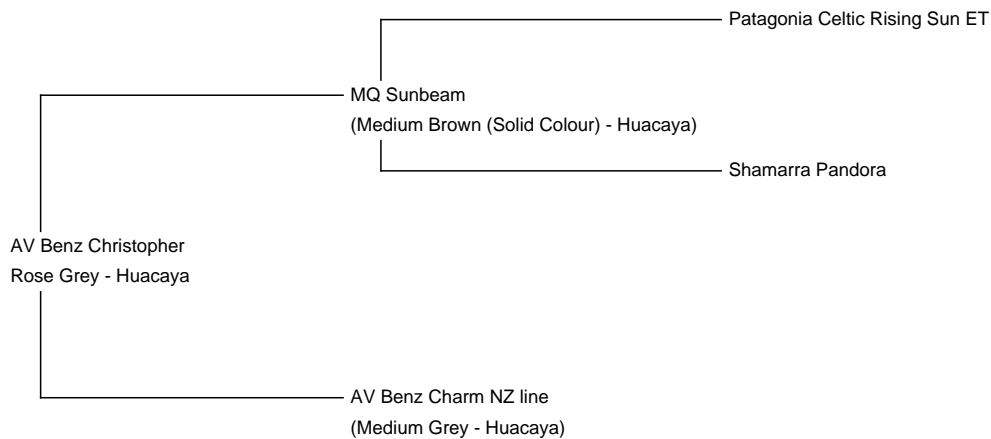 Patagonia Celtic Rising Sun ET
MQ Sunbeam
(Medium Brown (Solid Colour) - Huacaya)
Shamarra Pandora
AV Benz Christopher
Rose Grey - Huacaya
AV Benz Charm NZ line
(Medium Grey - Huacaya)